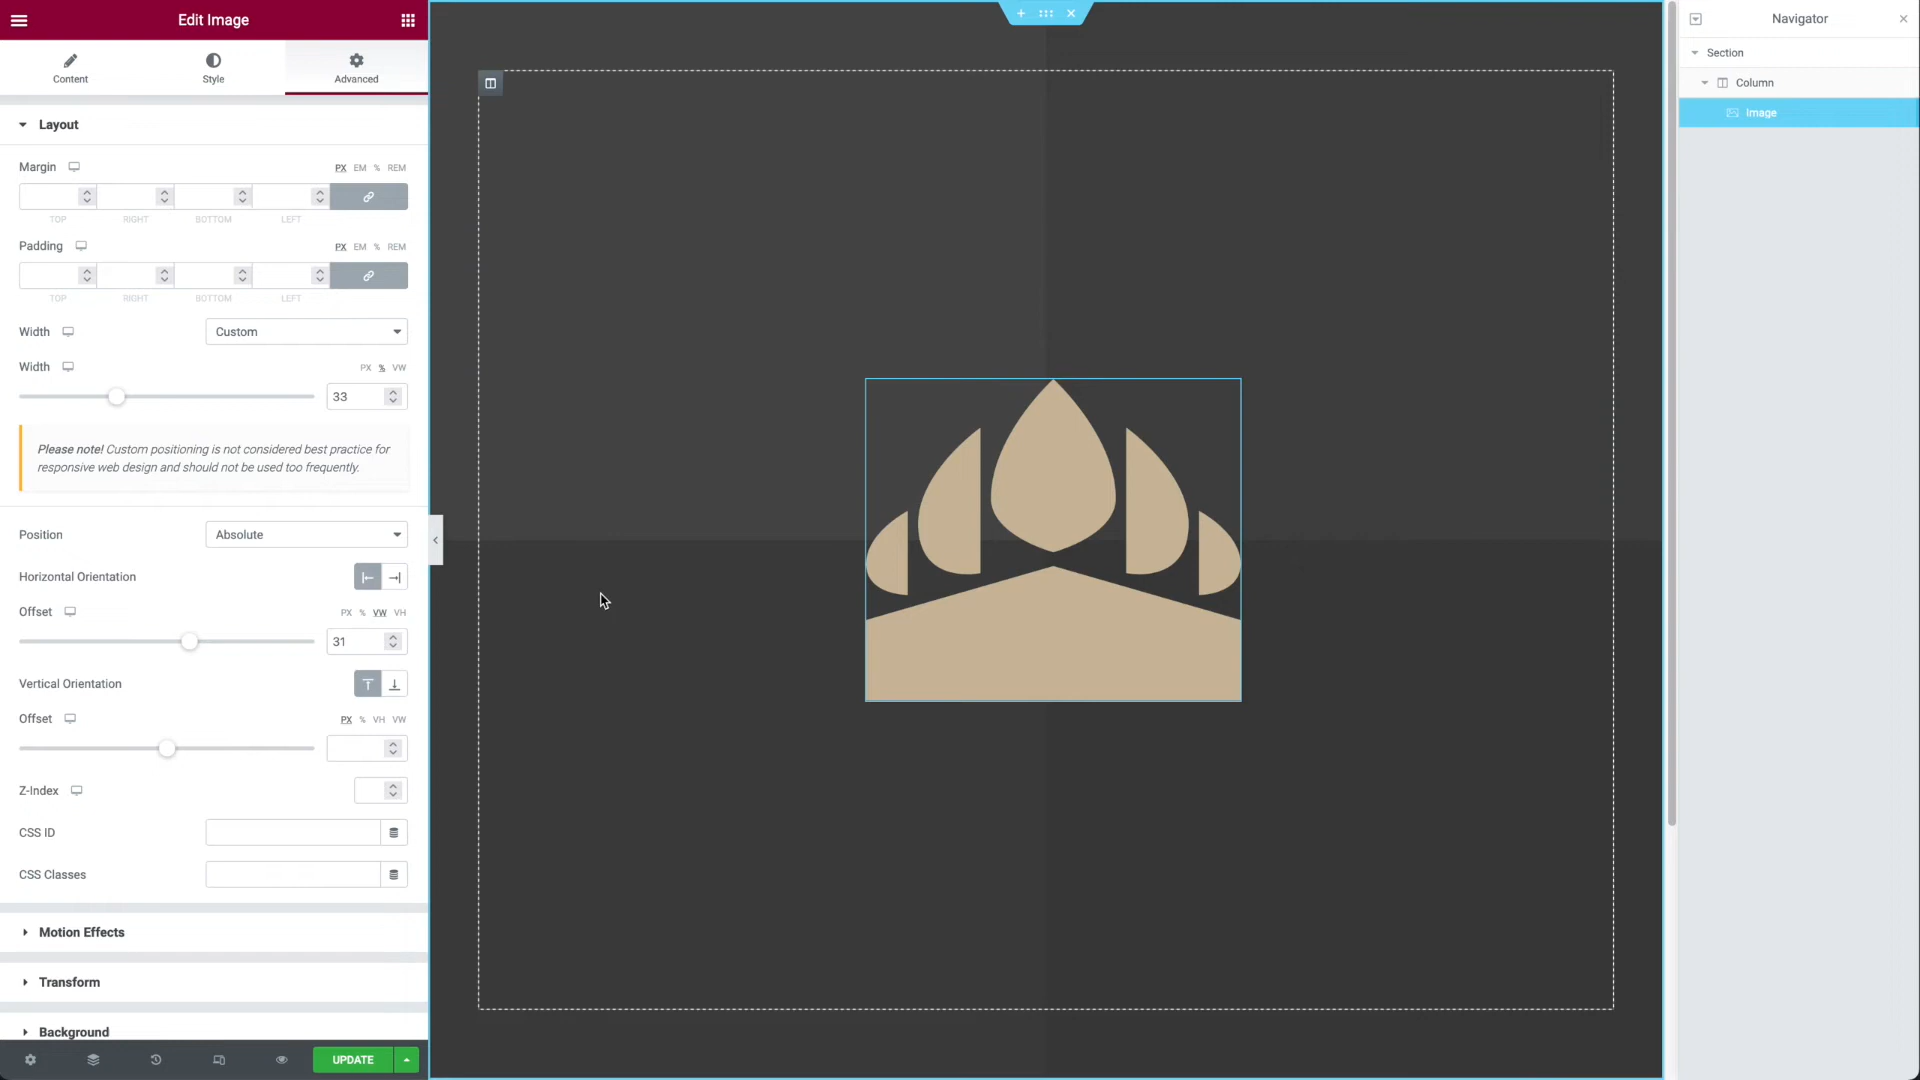 Edit Image
Navigator
Content
Style
Advanced
Section
Column
Image
Layout
Margin
PX EM % REM
TOP RIGHT BOTTOM LEFT
Padding
PX EM % REM
TOP RIGHT BOTTOM LEFT
Width
Custom
Width
PX % VW
33
Please note! Custom positioning is not considered best practice for
responsive web design and should not be used too frequently.
Position
Absolute
Horizontal Orientation
Offset
PX % VW VH
31
Vertical Orientation
Offset
PX % VH VW
Z-Index
CSS ID
CSS Classes
Motion Effects
Transform
Background
UPDATE